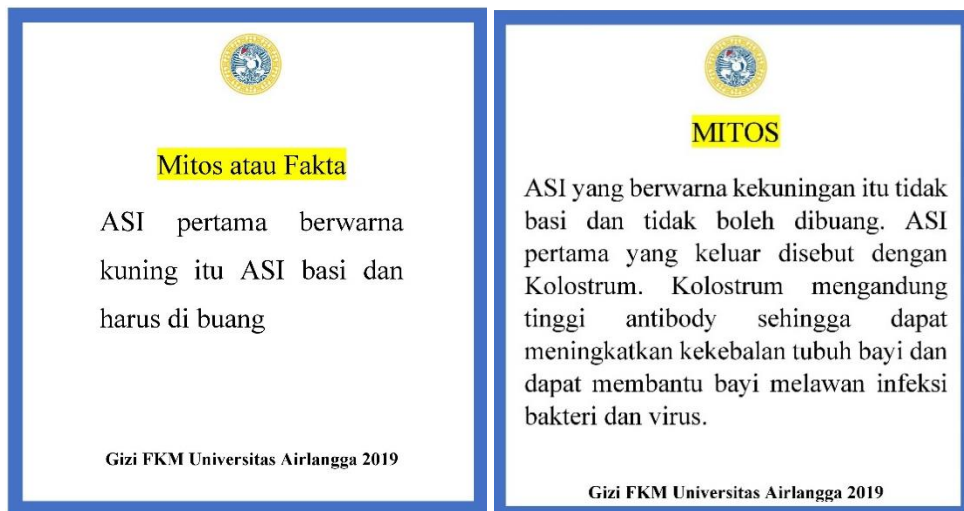 Mitos atau Fakta
ASI pertama berwarna
kuning itu ASI basi dan
harus di buang
Gizi FKM Universitas Airlangga 2019
MITOS
ASI yang berwarna kekuningan itu tidak
basi dan tidak boleh dibuang. ASI
pertama yang keluar disebut dengan
Kolostrum. Kolostrum mengandung
tinggi antibody sehingga dapat
meningkatkan kekebalan tubuh bayi dan
dapat membantu bayi melawan infeksi
bakteri dan virus.
Gizi FKM Universitas Airlangga 2019